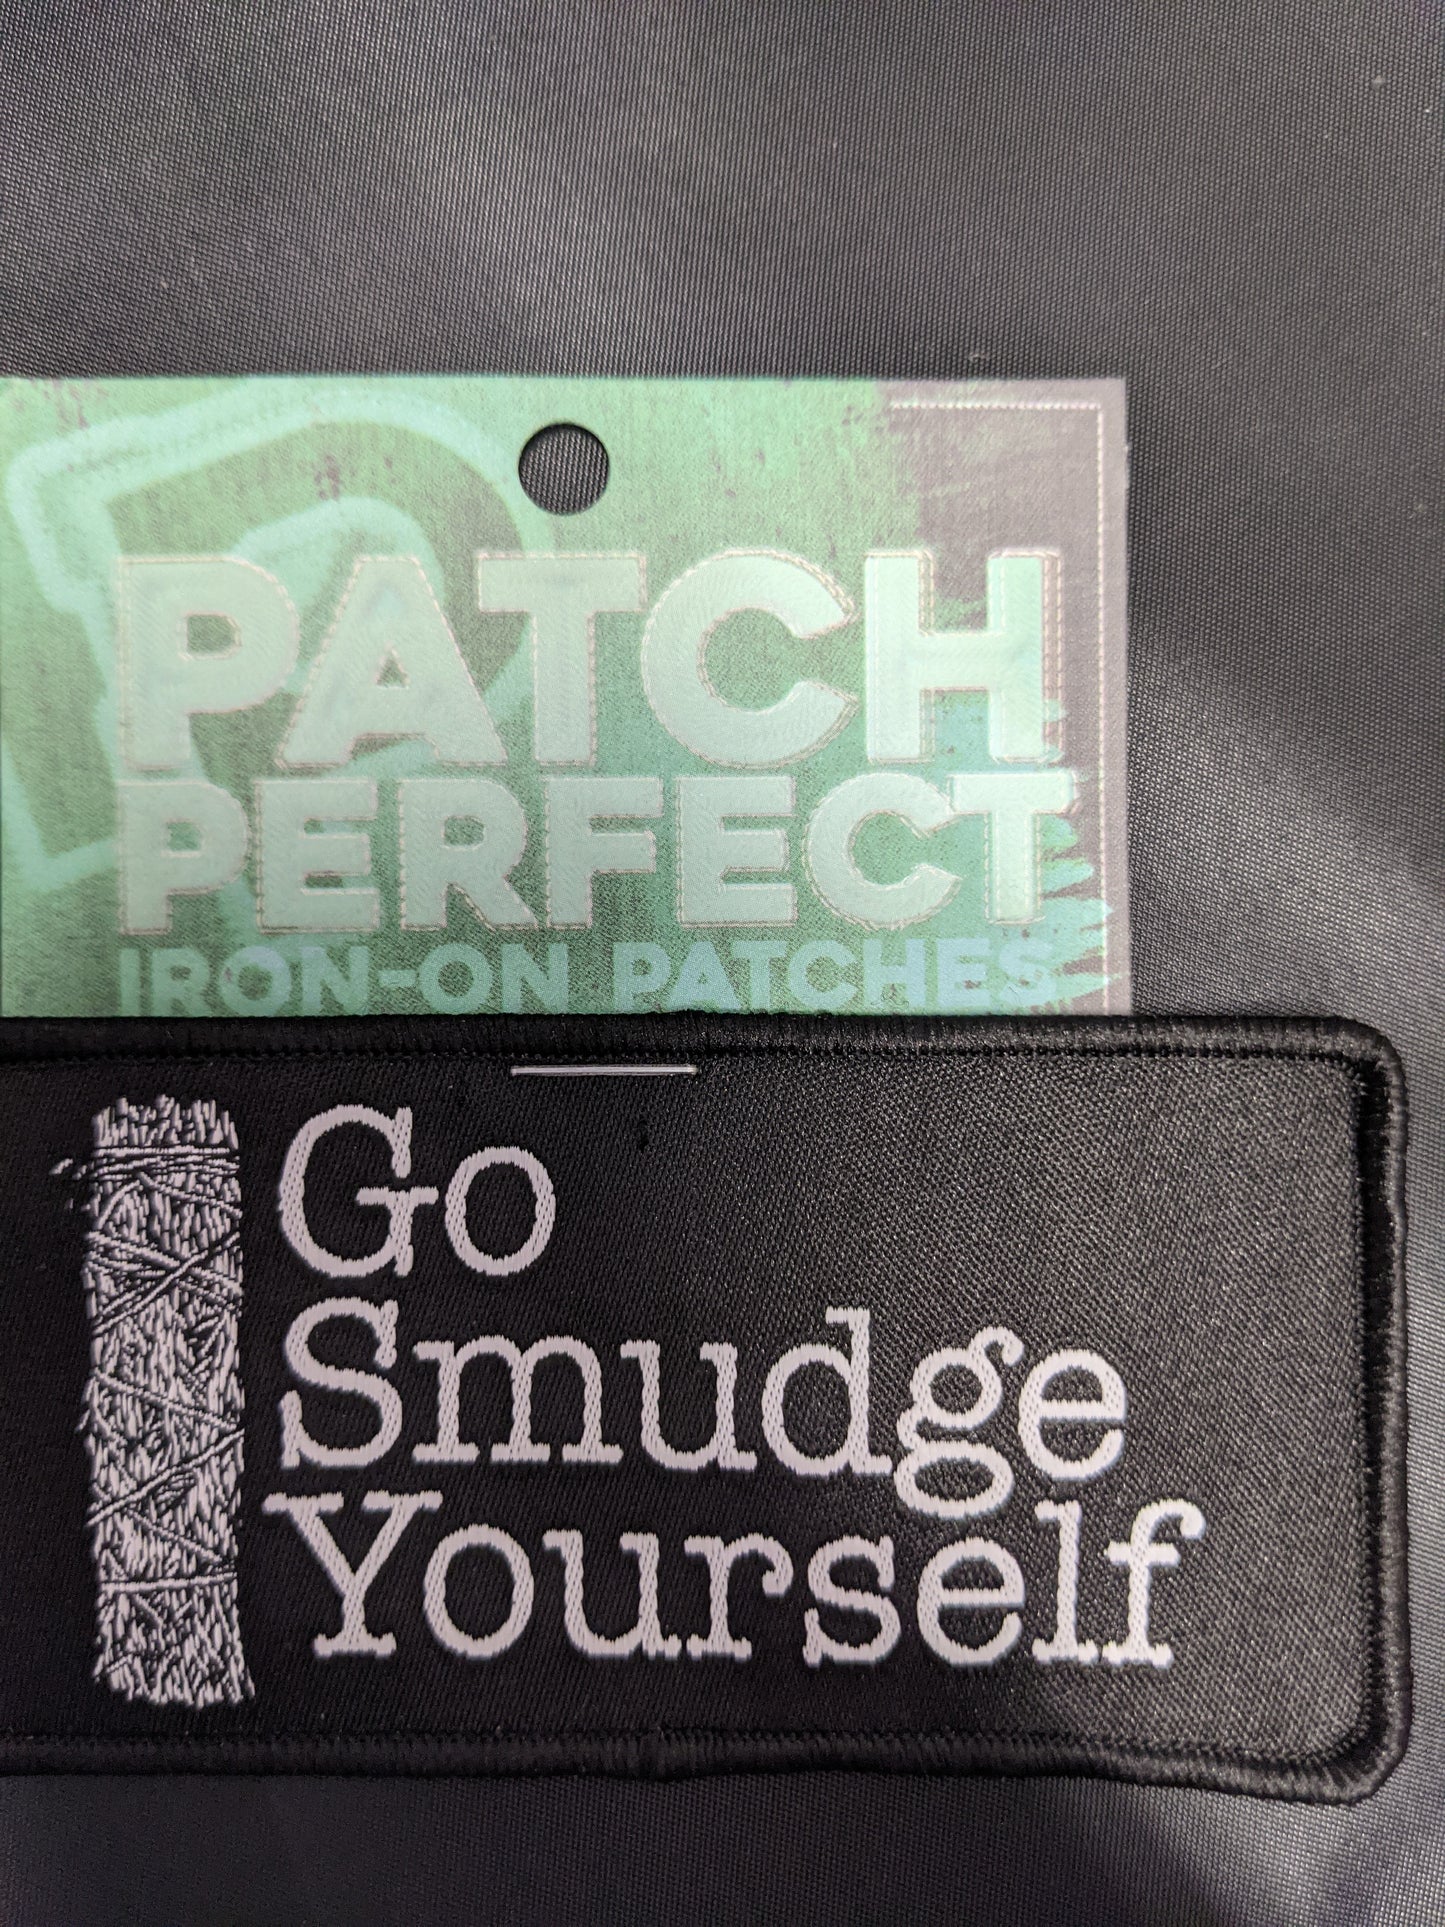 PATCH
PERFECT
IRON-ON PATCHES
Go
Smudge
Yourself